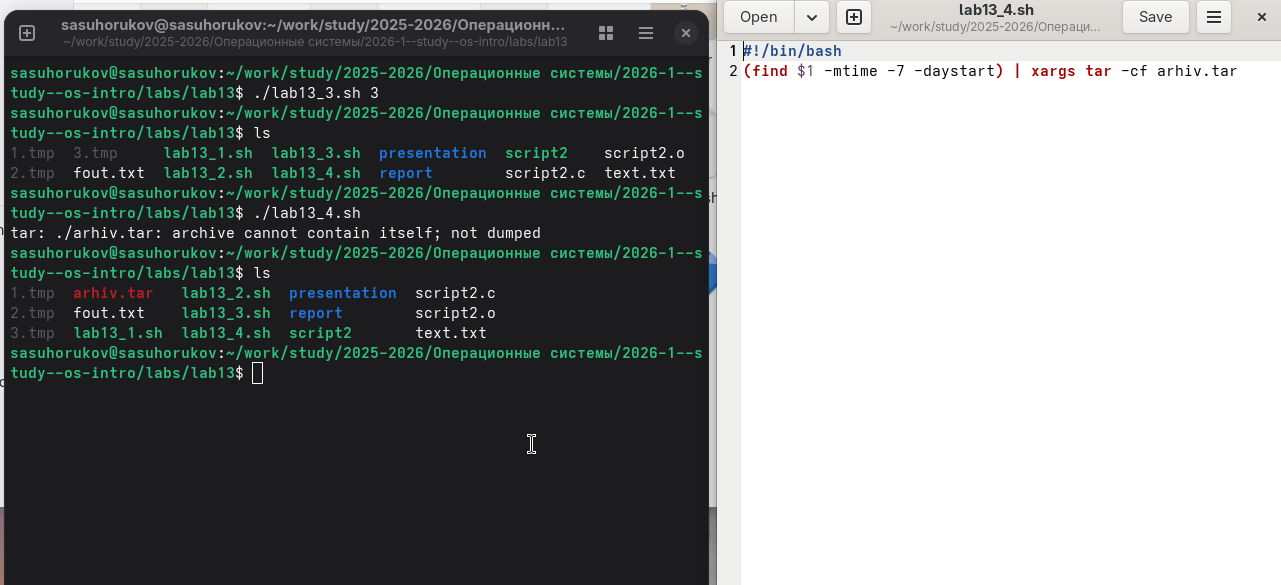 sasuhorukov@sasuhorukov:~/work/study/2025-2026/Операционн...
~/work/study/2025-2026/Операционные системы/2026-1--study--os-intro/labs/lab13
sasuhorukov@sasuhorukov:~/work/study/2025-2026/Операционные системы/2026-1--s
tudy--os-intro/labs/lab13$ ./lab13_3.sh 3
sasuhorukov@sasuhorukov:~/work/study/2025-2026/Операционные системы/2026-1--s
tudy--os-intro/labs/lab13$ ls
1.tmp  3.tmp     lab13_1.sh  lab13_3.sh  presentation  script2    script2.o
2.tmp  fout.txt  lab13_2.sh  lab13_4.sh  report        script2.c  text.txt
sasuhorukov@sasuhorukov:~/work/study/2025-2026/Операционные системы/2026-1--s
tudy--os-intro/labs/lab13$ ./lab13_4.sh
tar: ./arhiv.tar: archive cannot contain itself; not dumped
sasuhorukov@sasuhorukov:~/work/study/2025-2026/Операционные системы/2026-1--s
tudy--os-intro/labs/lab13$ ls
1.tmp  arhiv.tar   lab13_2.sh  presentation  script2.c
2.tmp  fout.txt    lab13_3.sh  report        script2.o
3.tmp  lab13_1.sh  lab13_4.sh  script2       text.txt
sasuhorukov@sasuhorukov:~/work/study/2025-2026/Операционные системы/2026-1--s
tudy--os-intro/labs/lab13$
Open
lab13_4.sh
~/work/study/2025-2026/Операци...
Save
1 #!/bin/bash
2 (find $1 -mtime -7 -daystart) | xargs tar -cf arhiv.tar